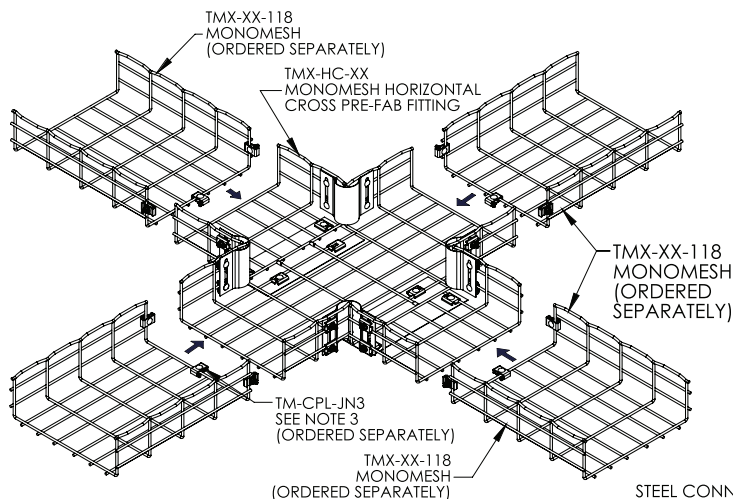 TMX-XX-118
MONOMESH
(ORDERED SEPARATELY)
TMX-HC-XX
MONOMESH HORIZONTAL
CROSS PRE-FAB FITTING
TMX-XX-118
MONOMESH
(ORDERED
SEPARATELY)
TM-CPL-JN3
SEE NOTE 3
(ORDERED SEPARATELY)
TMX-XX-118
MONOMESH
(ORDERED SEPARATELY)
STEEL CONN